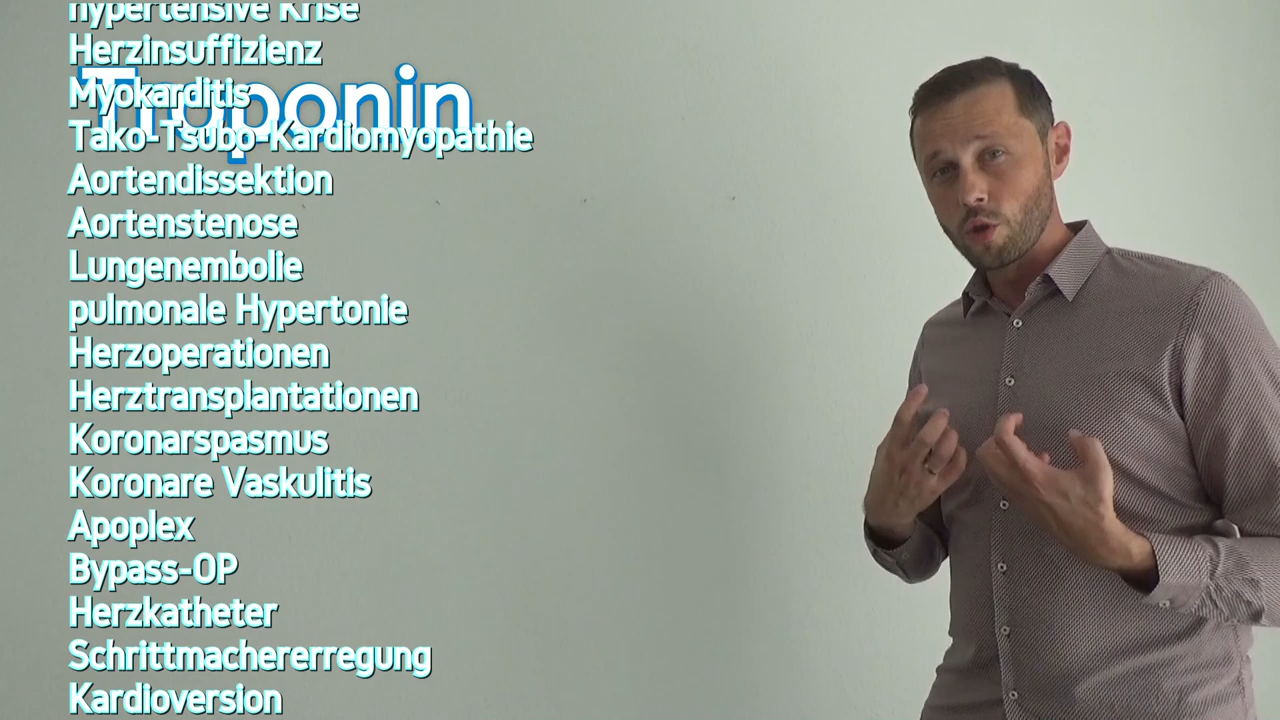 hypertensive Krise
Herzinsuffizienz
Troponin
Myokarditis
Tako-Tsubo-Kardiomyopathie
Aortendissektion
Aortenstenose
Lungenembolie
pulmonale Hypertonie
Herzoperationen
Herztransplantationen
Koronarspasmus
Koronare Vaskulitis
Apoplex
Bypass-OP
Herzkatheter
Schrittmachererregung
Kardioversion